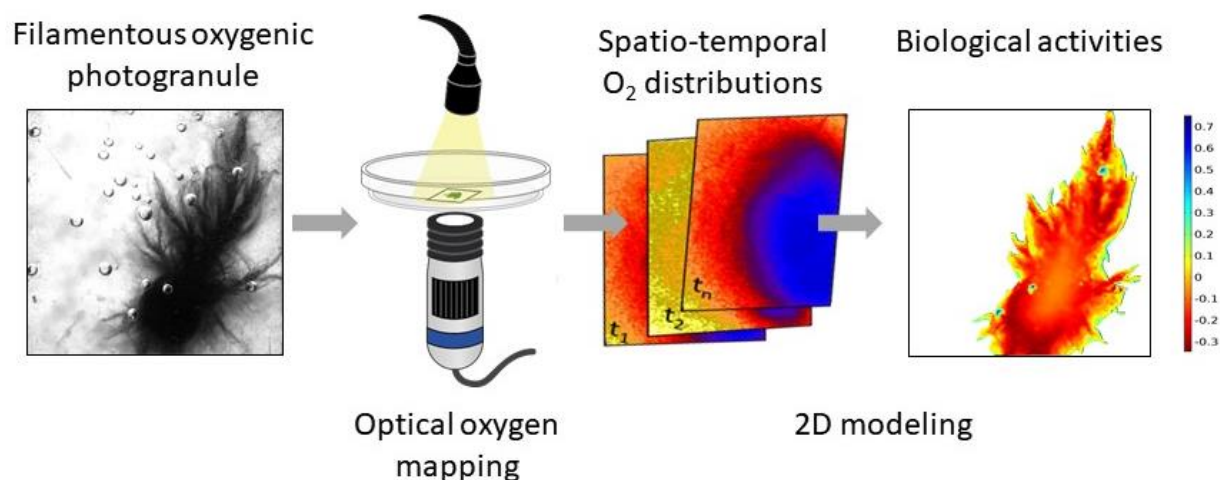 Filamentous oxygenic
photogranule
Spatio-temporal
O₂ distributions
Biological activities
t₁
t₂
tₙ
0.7
0.6
0.5
0.4
0.3
0.2
0.1
0
-0.1
-0.2
-0.3
Optical oxygen
mapping
2D modeling